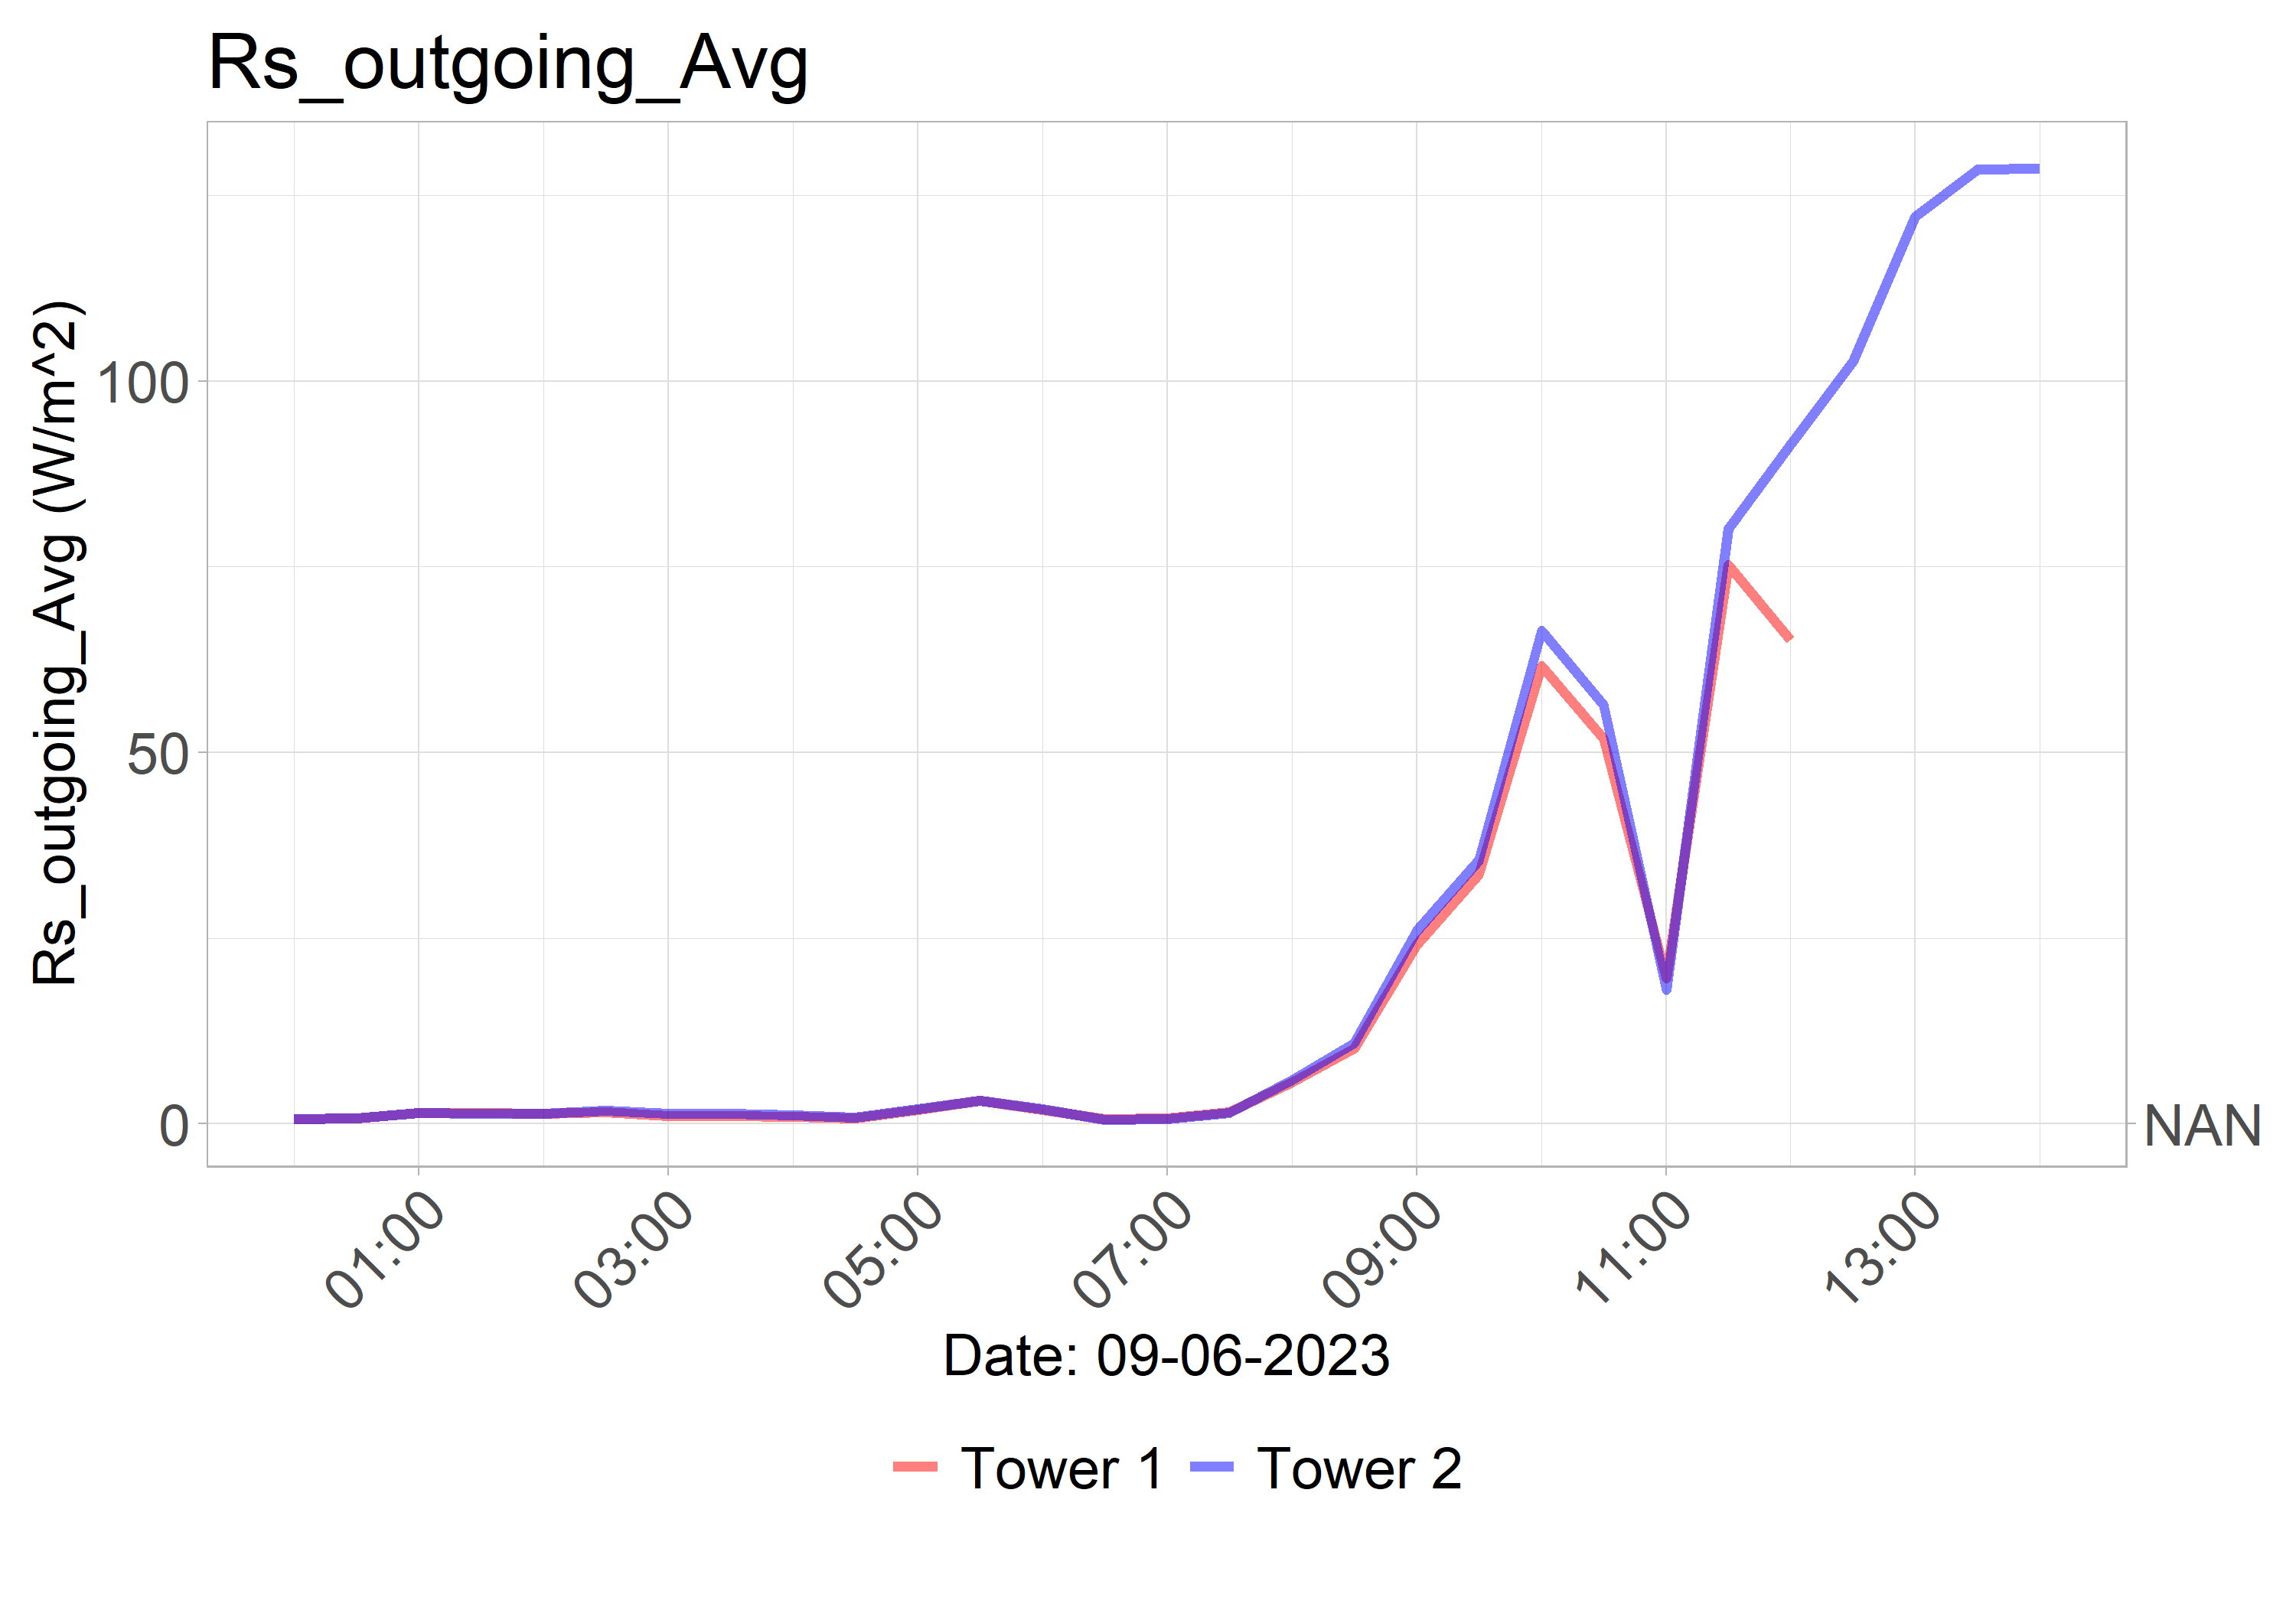 Rs_outgoing_Avg
Rs_outgoing_Avg (W/m^2)
100
50
0
NAN
01:00 03:00 05:00 07:00 09:00 11:00 13:00
Date: 09-06-2023
Tower 1 Tower 2